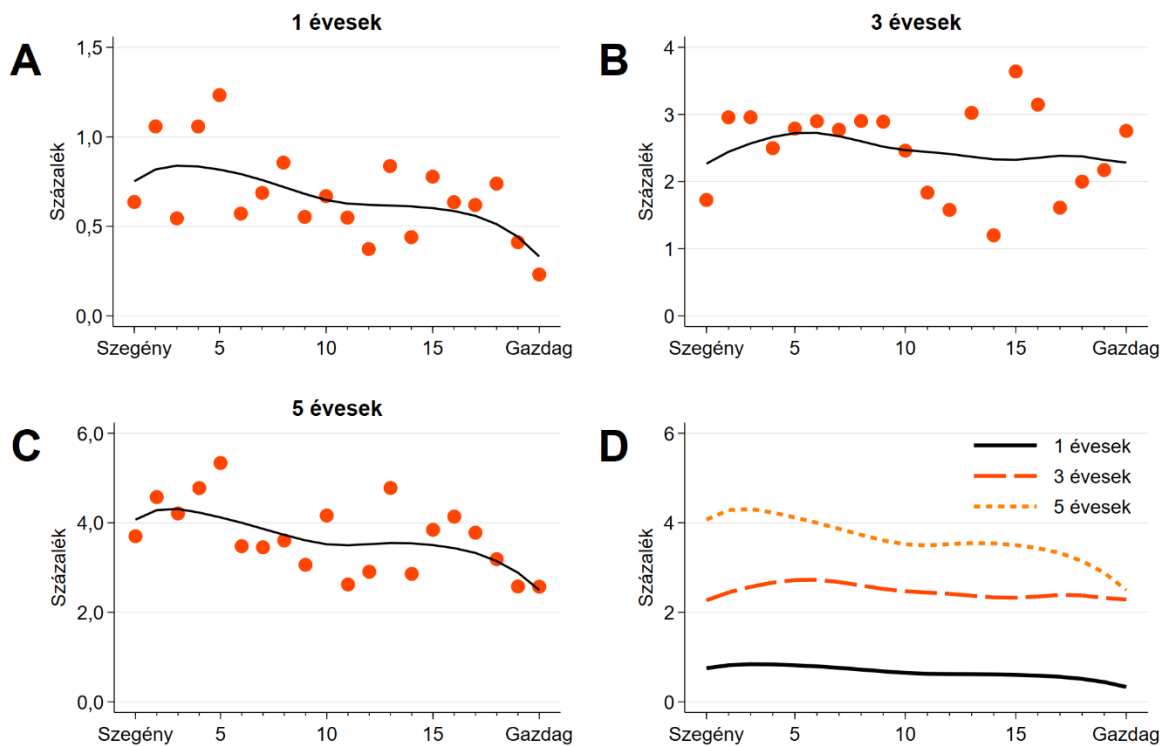 1 évesek
A
1,5
1,0
0,5
0,0
Százalék
Szegény 5 10 15 Gazdag
3 évesek
B
4
3
2
1
0
Százalék
Szegény 5 10 15 Gazdag
5 évesek
C
6,0
4,0
2,0
0,0
Százalék
Szegény 5 10 15 Gazdag
D
6
4
2
0
Százalék
1 évesek
3 évesek
5 évesek
Szegény 5 10 15 Gazdag